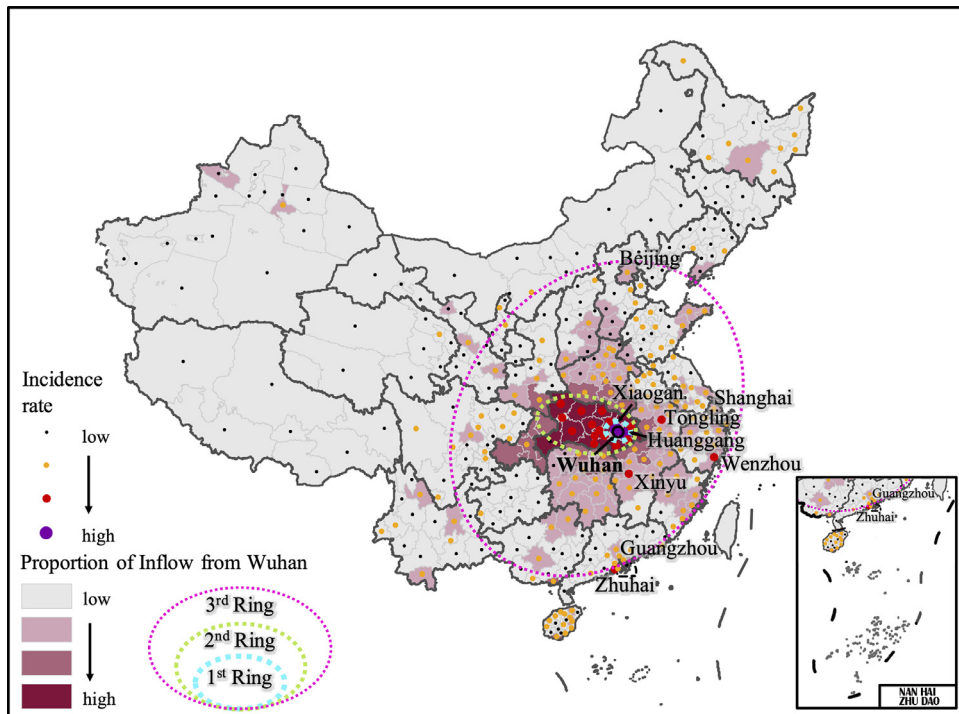 Beijing
Xiaogan
Shanghai
Tongling
Huanggang
Wuhan
Wenzhou
Xinyu
Guangzhou
Zhuhai
Incidence
rate
low
high
Proportion of Inflow from Wuhan
low
high
3rd Ring
2nd Ring
1st Ring
Guangzhou
Zhuhai
NAN HAI
ZHU DAO